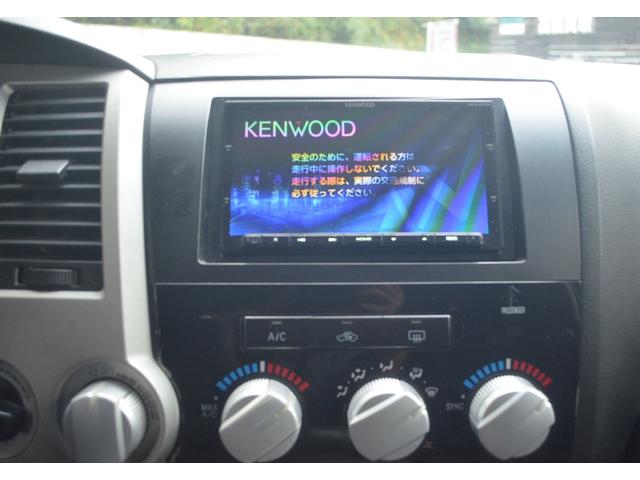 KENWOOD
KENWOOD
安全のために、運転される方は
走行中に操作しないでください。
走行する際は、実際の交通規制に
必ず従ってください。
HOME
A/C
MAX A/C
SYNC